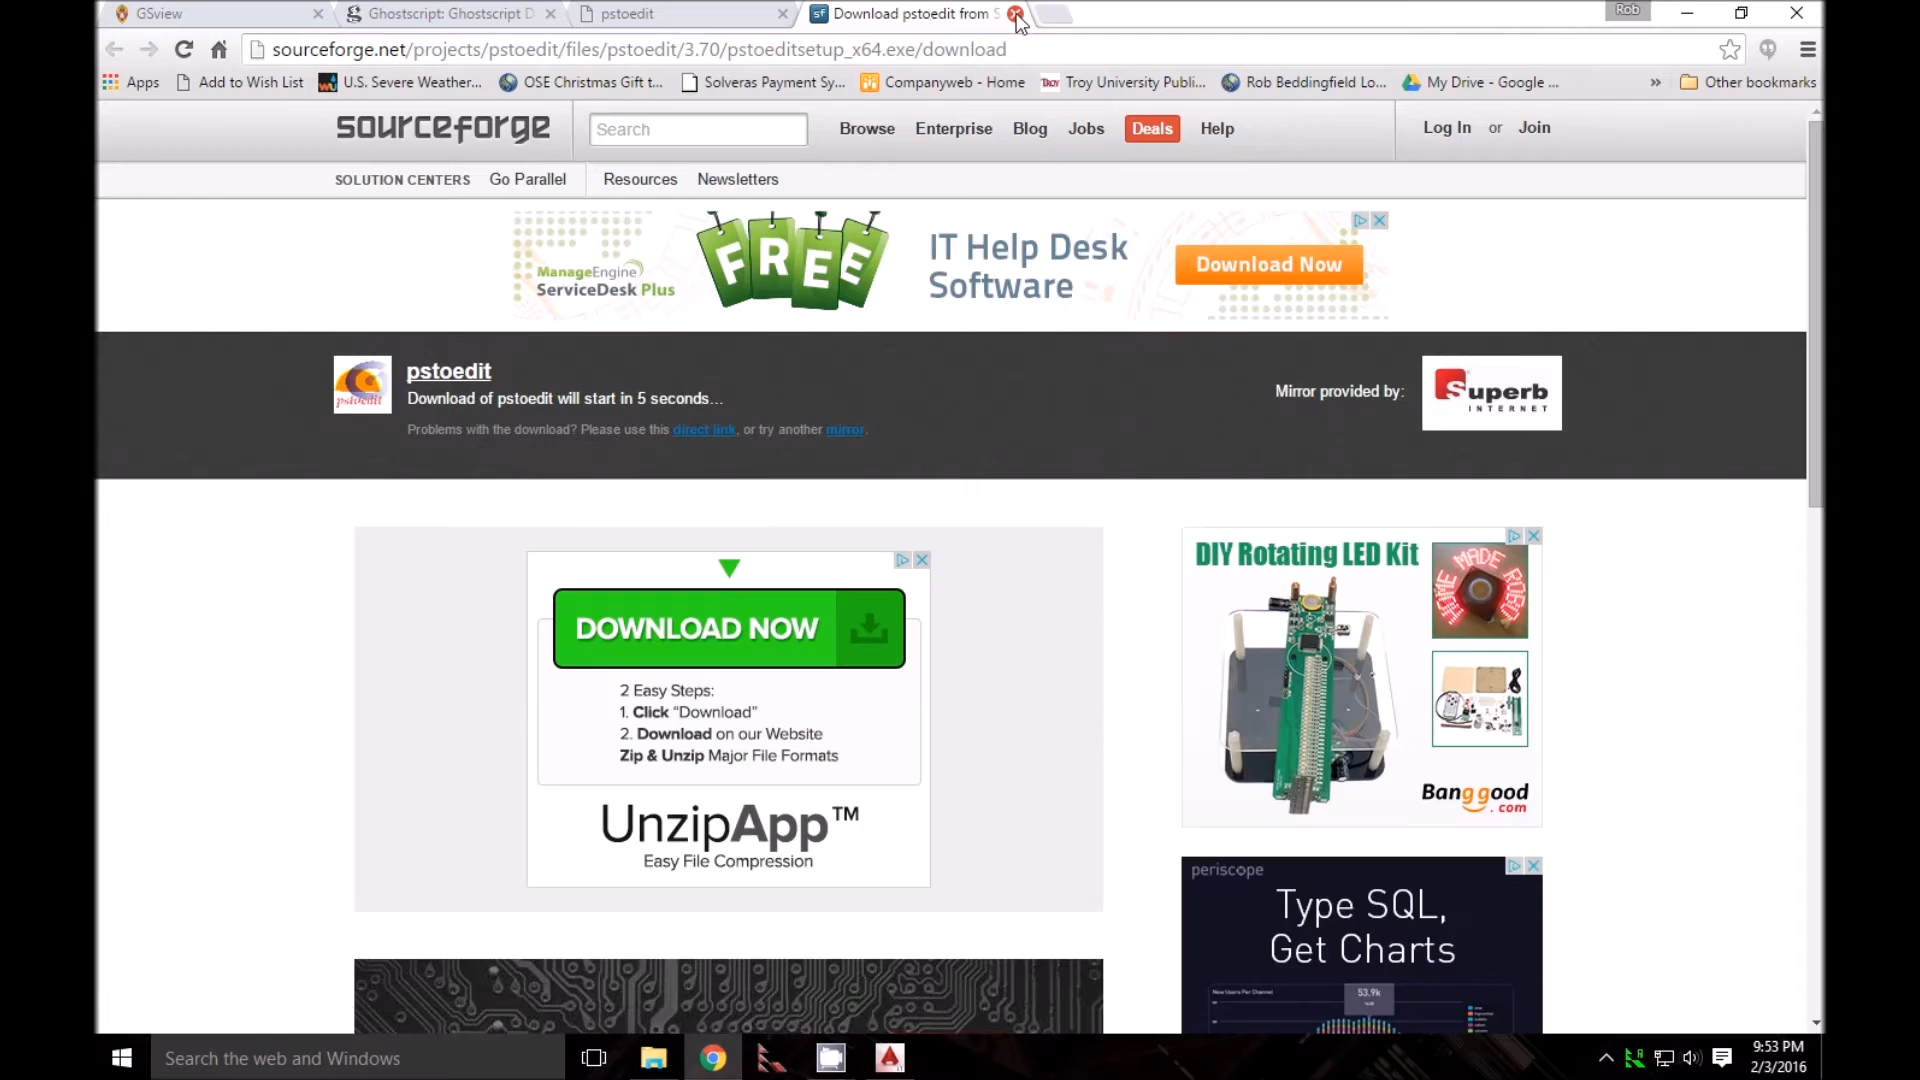 GSview
Ghostscript: Ghostscript D
pstoedit
sf Download pstoedit from S
Rob
sourceforge.net/projects/pstoedit/files/pstoedit/3.70/pstoeditsetup_x64.exe/download
Apps
Add to Wish List
U.S. Severe Weather...
OSE Christmas Gift t...
Solveras Payment Sy...
Companyweb - Home
TROY Troy University Publi...
Rob Beddingfield Lo...
My Drive - Google ...
»
Other bookmarks
sourceforge
Search
Browse
Enterprise
Blog
Jobs
Deals
Help
Log In or Join
SOLUTION CENTERS
Go Parallel
Resources
Newsletters
ManageEngine
ServiceDesk Plus
FREE
IT Help Desk
Software
Download Now
pstoedit
pstoedit
Download of pstoedit will start in 5 seconds...
Problems with the download? Please use this direct link, or try another mirror.
Mirror provided by:
Superb
INTERNET
DOWNLOAD NOW
2 Easy Steps:
1. Click “Download”
2. Download on our Website
Zip & Unzip Major File Formats
UnzipApp™
Easy File Compression
DIY Rotating LED Kit
HOME MADE ROBO
Banggood
.com
periscope
Type SQL,
Get Charts
New Users Per Channel
53.9k
Search the web and Windows
9:53 PM
2/3/2016